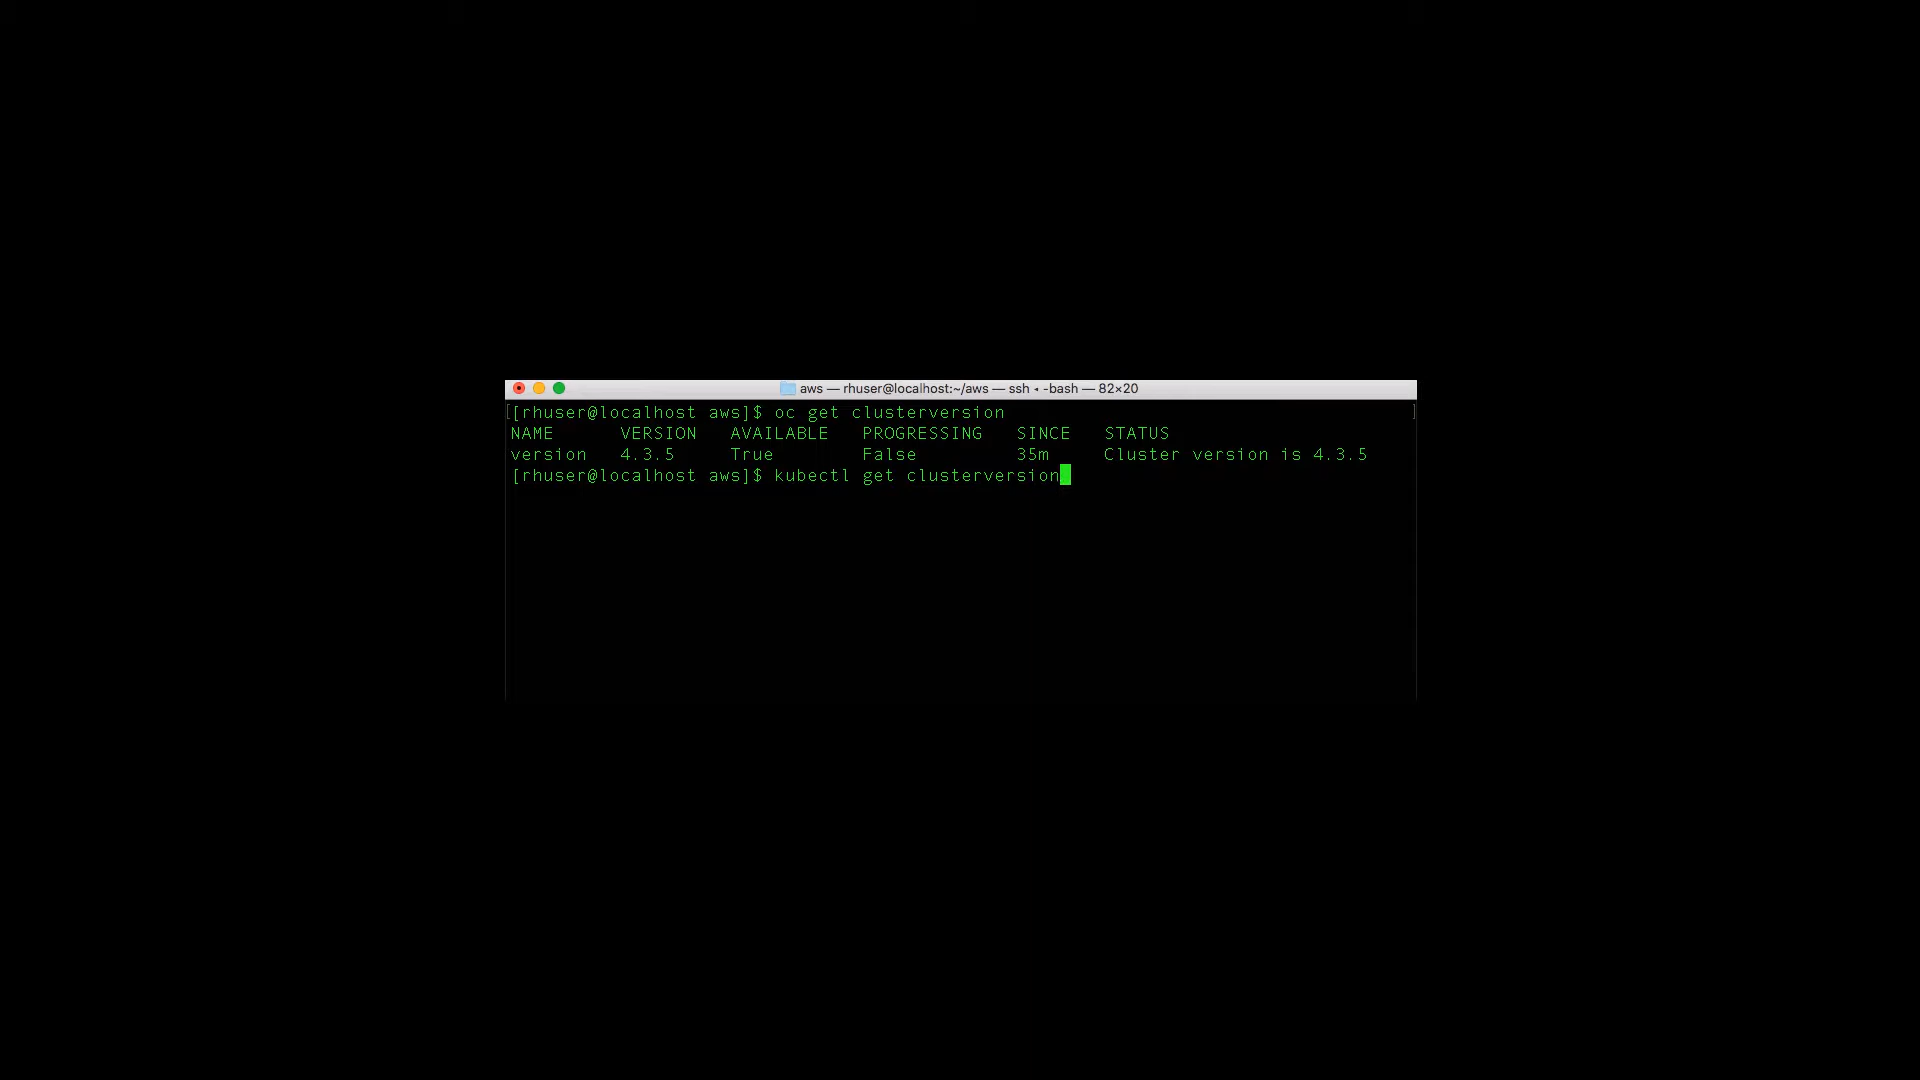 aws — rhuser@localhost:~/aws — ssh ◂ -bash — 82×20
[[rhuser@localhost aws]$ oc get clusterversion ]
NAME VERSION AVAILABLE PROGRESSING SINCE STATUS
version 4.3.5 True False 35m Cluster version is 4.3.5
[rhuser@localhost aws]$ kubectl get clusterversion